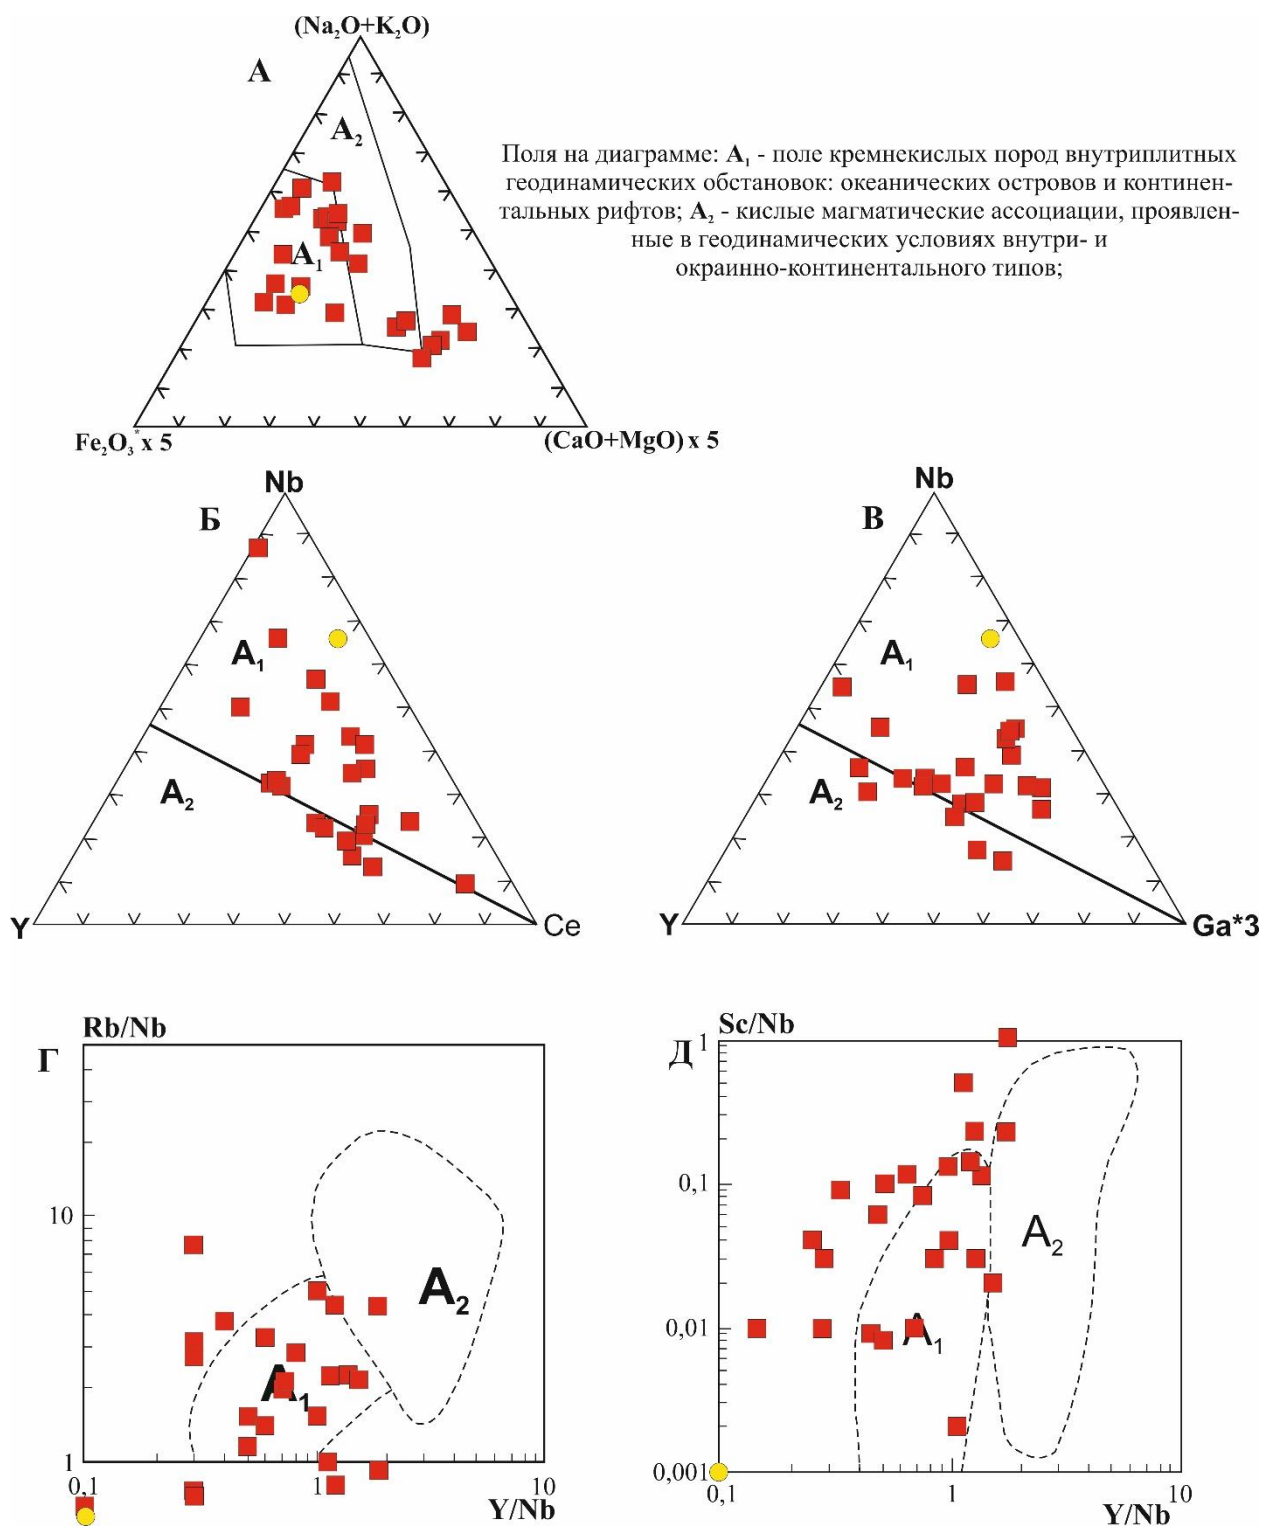 (Na₂O+K₂O)
А
A₂
Поля на диаграмме: A₁ - поле кремнекислых пород внутриплитных
геодинамических обстановок: океанических островов и континен-
тальных рифтов; A₂ - кислые магматические ассоциации, проявлен-
ные в геодинамических условиях внутри- и
окраинно-континентального типов;
A₁
Fe₂O₃* x 5
(CaO+MgO) x 5
Nb
Б
A₁
A₂
Y
Ce
Nb
В
A₁
A₂
Y
Ga*3
Rb/Nb
Г
10
1
A₂
A₁
0,1
1
10
Y/Nb
Sc/Nb
Д
1
0,1
0,01
0,001
A₂
A₁
0,1
1
10
Y/Nb